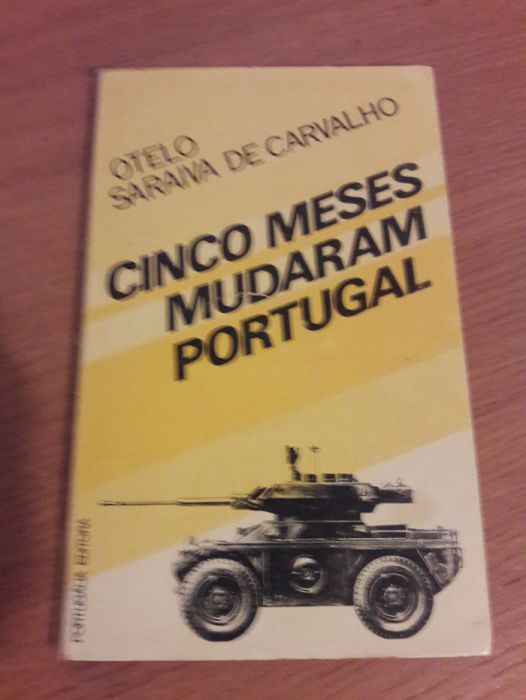 OTELO
SARAIVA DE CARVALHO
CINCO MESES
MUDARAM
PORTUGAL
PORTUGÁLIA EDITORA